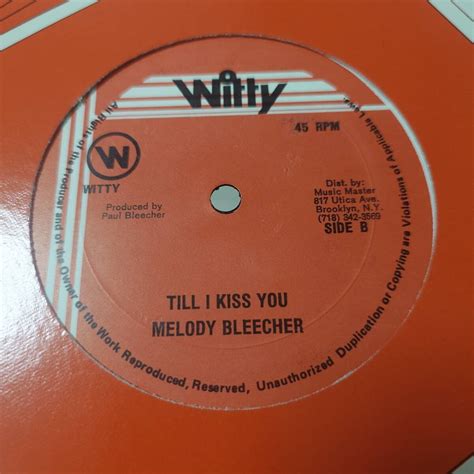 Witty
45 RPM
W
WITTY
Produced by
Paul Bleecher
Dist. by:
Music Master
817 Utica Ave.
Brooklyn, N.Y.
(718) 342-3569
SIDE B
TILL I KISS YOU
MELODY BLEECHER
All Rights of the Producer and of the Owner of the Work Reproduced, Reserved, Unauthorized Duplication or Copying are Violations of Applicable Laws